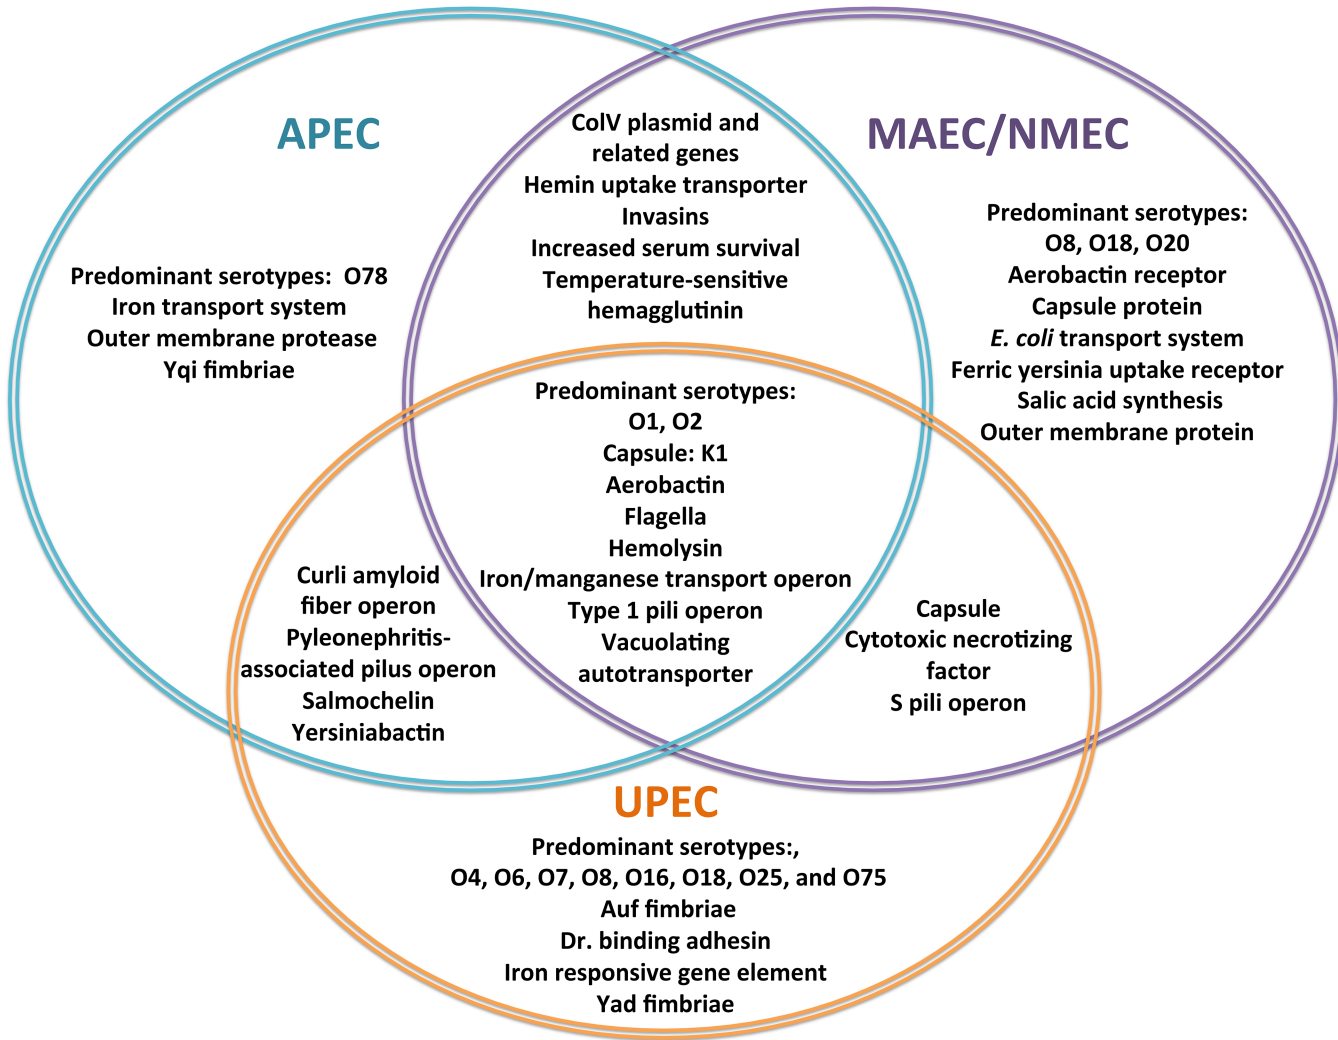 APEC
Predominant serotypes:  O78
Iron transport system
Outer membrane protease
Yqi fimbriae
ColV plasmid and
related genes
Hemin uptake transporter
Invasins
Increased serum survival
Temperature-sensitive
hemagglutinin
MAEC/NMEC
Predominant serotypes:
O8, O18, O20
Aerobactin receptor
Capsule protein
E. coli transport system
Ferric yersinia uptake receptor
Salic acid synthesis
Outer membrane protein
Predominant serotypes:
O1, O2
Capsule: K1
Aerobactin
Flagella
Hemolysin
Iron/manganese transport operon
Type 1 pili operon
Vacuolating
autotransporter
Curli amyloid
fiber operon
Pyleonephritis-
associated pilus operon
Salmochelin
Yersiniabactin
Capsule
Cytotoxic necrotizing
factor
S pili operon
UPEC
Predominant serotypes:,
O4, O6, O7, O8, O16, O18, O25, and O75
Auf fimbriae
Dr. binding adhesin
Iron responsive gene element
Yad fimbriae